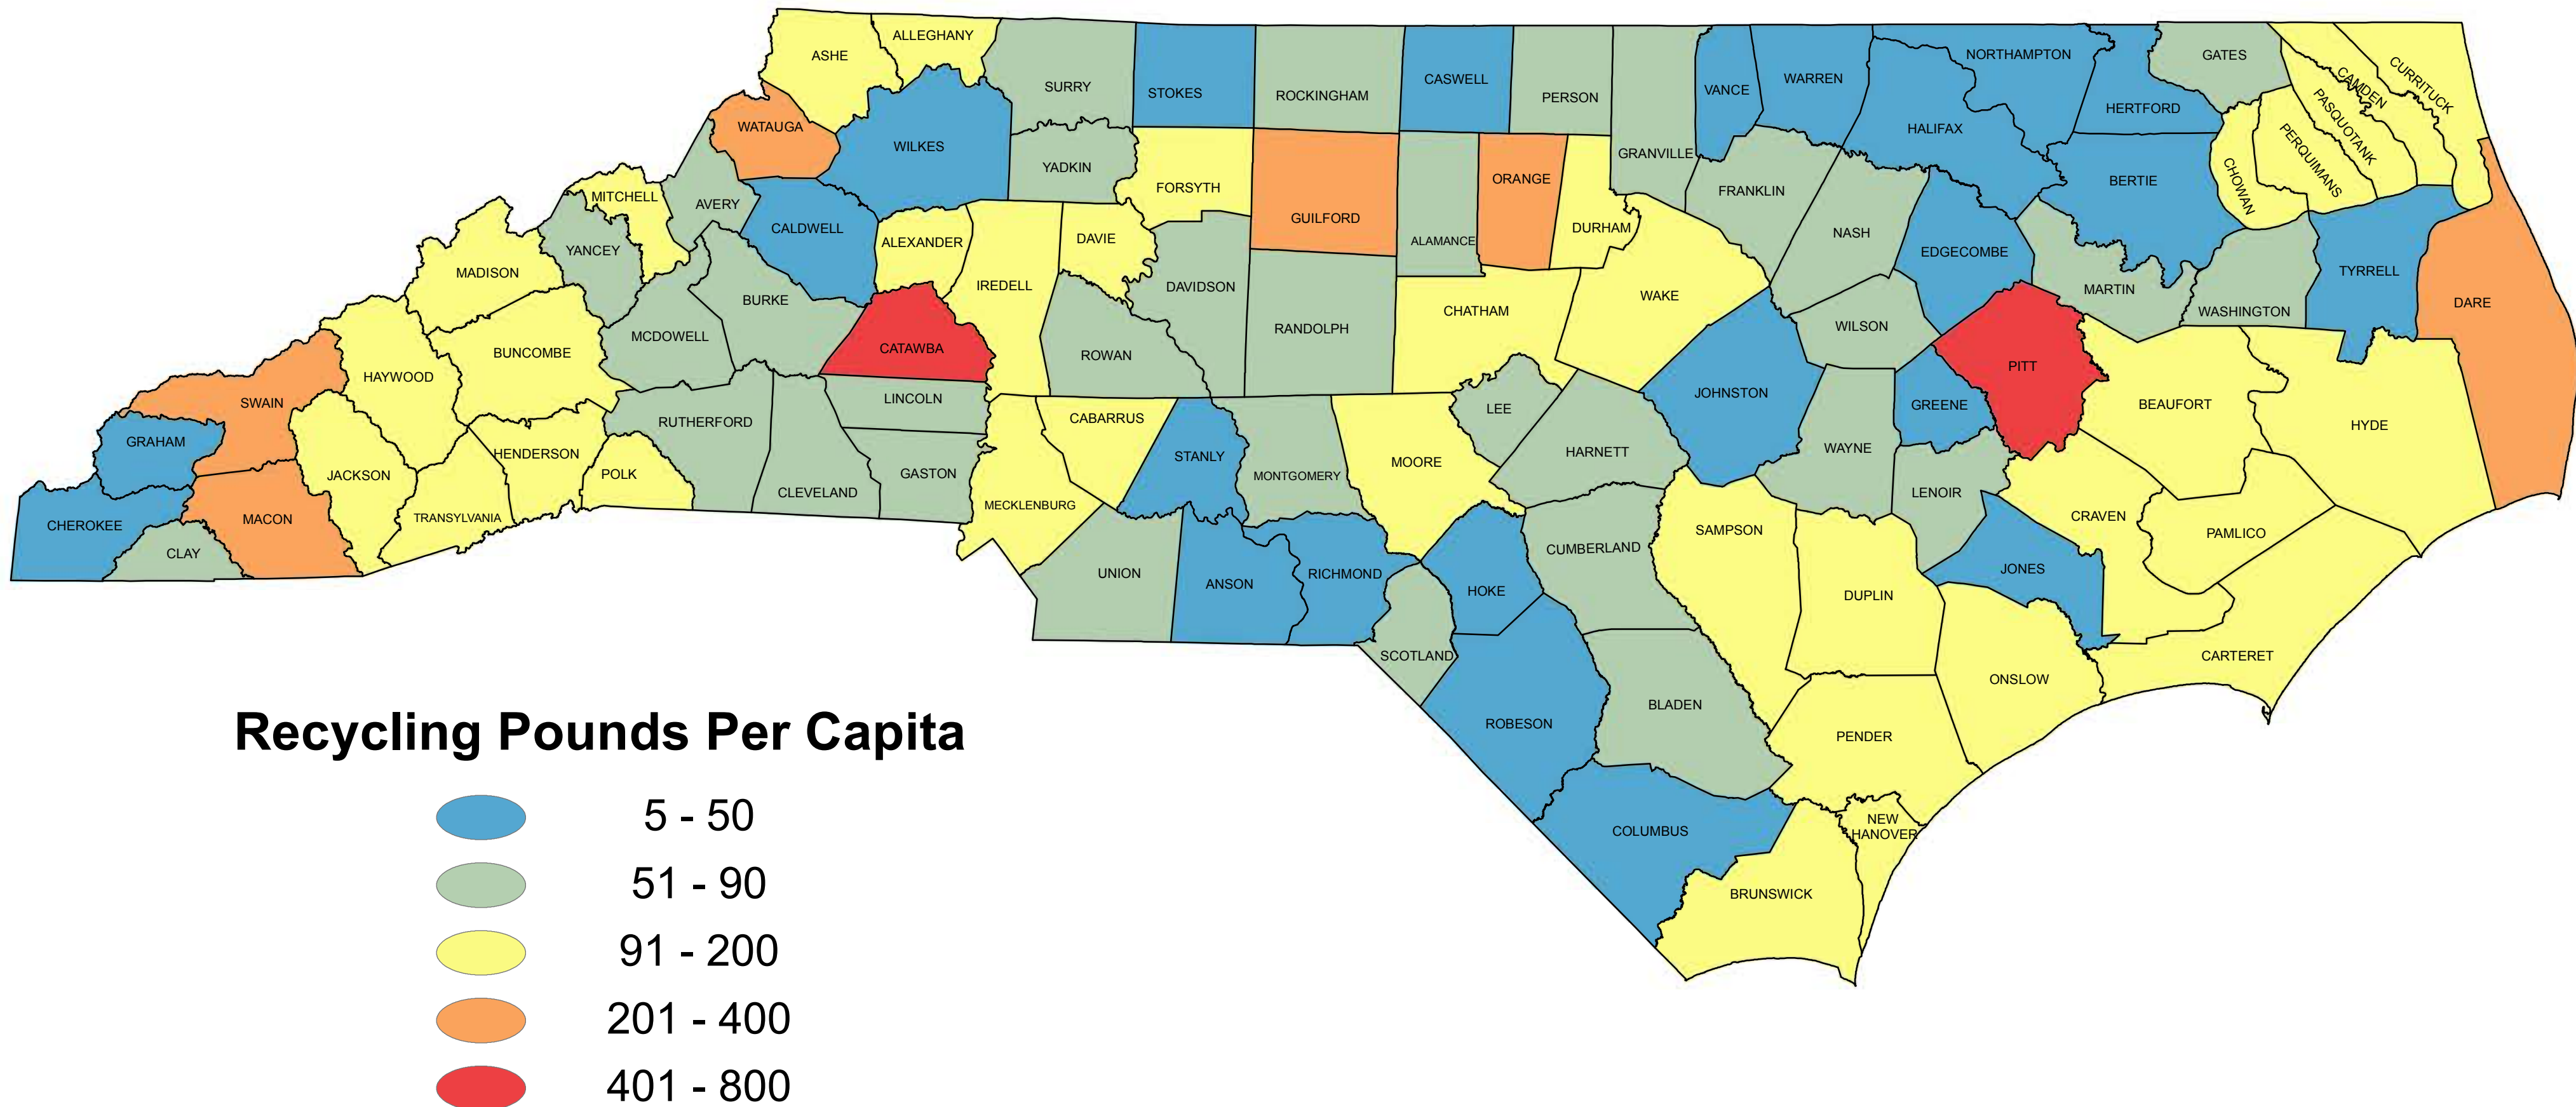 ALLEGHANY
ASHE
NORTHAMPTON
GATES
CURRITUCK
CAMDEN
SURRY
STOKES
ROCKINGHAM
CASWELL
PERSON
VANCE
WARREN
HERTFORD
PASQUOTANK
WATAUGA
HALIFAX
WILKES
GRANVILLE
PERQUIMANS
YADKIN
FORSYTH
ORANGE
BERTIE
CHOWAN
MITCHELL
AVERY
FRANKLIN
GUILFORD
CALDWELL
DURHAM
NASH
ALEXANDER
DAVIE
ALAMANCE
YANCEY
EDGECOMBE
MADISON
TYRRELL
IREDELL
DAVIDSON
MARTIN
BURKE
WAKE
DARE
CHATHAM
WASHINGTON
MCDOWELL
RANDOLPH
WILSON
CATAWBA
BUNCOMBE
ROWAN
PITT
HAYWOOD
JOHNSTON
LINCOLN
SWAIN
LEE
GREENE
BEAUFORT
RUTHERFORD
CABARRUS
HYDE
GRAHAM
HENDERSON
STANLY
HARNETT
WAYNE
MOORE
POLK
GASTON
JACKSON
MONTGOMERY
CLEVELAND
LENOIR
MECKLENBURG
TRANSYLVANIA
MACON
CRAVEN
CHEROKEE
SAMPSON
PAMLICO
CLAY
CUMBERLAND
UNION
RICHMOND
JONES
ANSON
HOKE
DUPLIN
SCOTLAND
CARTERET
ONSLOW
BLADEN
ROBESON
PENDER
NEW
HANOVER
COLUMBUS
BRUNSWICK
Recycling Pounds Per Capita
5 - 50
51 - 90
91 - 200
201 - 400
401 - 800